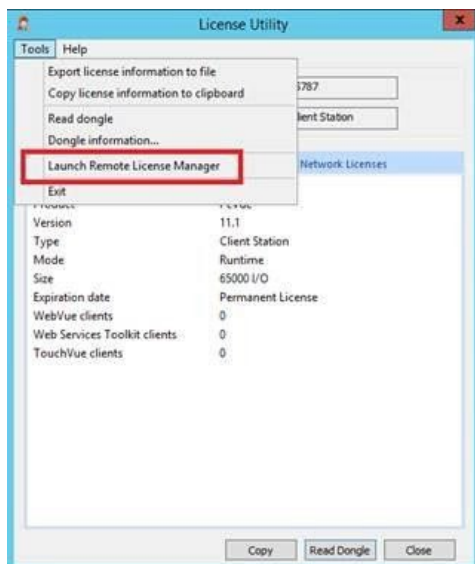 License Utility
X
Tools Help
Export license information to file
Copy license information to clipboard
5787
Read dongle
lient Station
Dongle information...
Launch Remote License Manager
Network Licenses
Exit
Version 11.1
Type Client Station
Mode Runtime
Size 65000 I/O
Expiration date Permanent License
WebVue clients 0
Web Services Toolkit clients 0
TouchVue clients 0
Copy Read Dongle Close